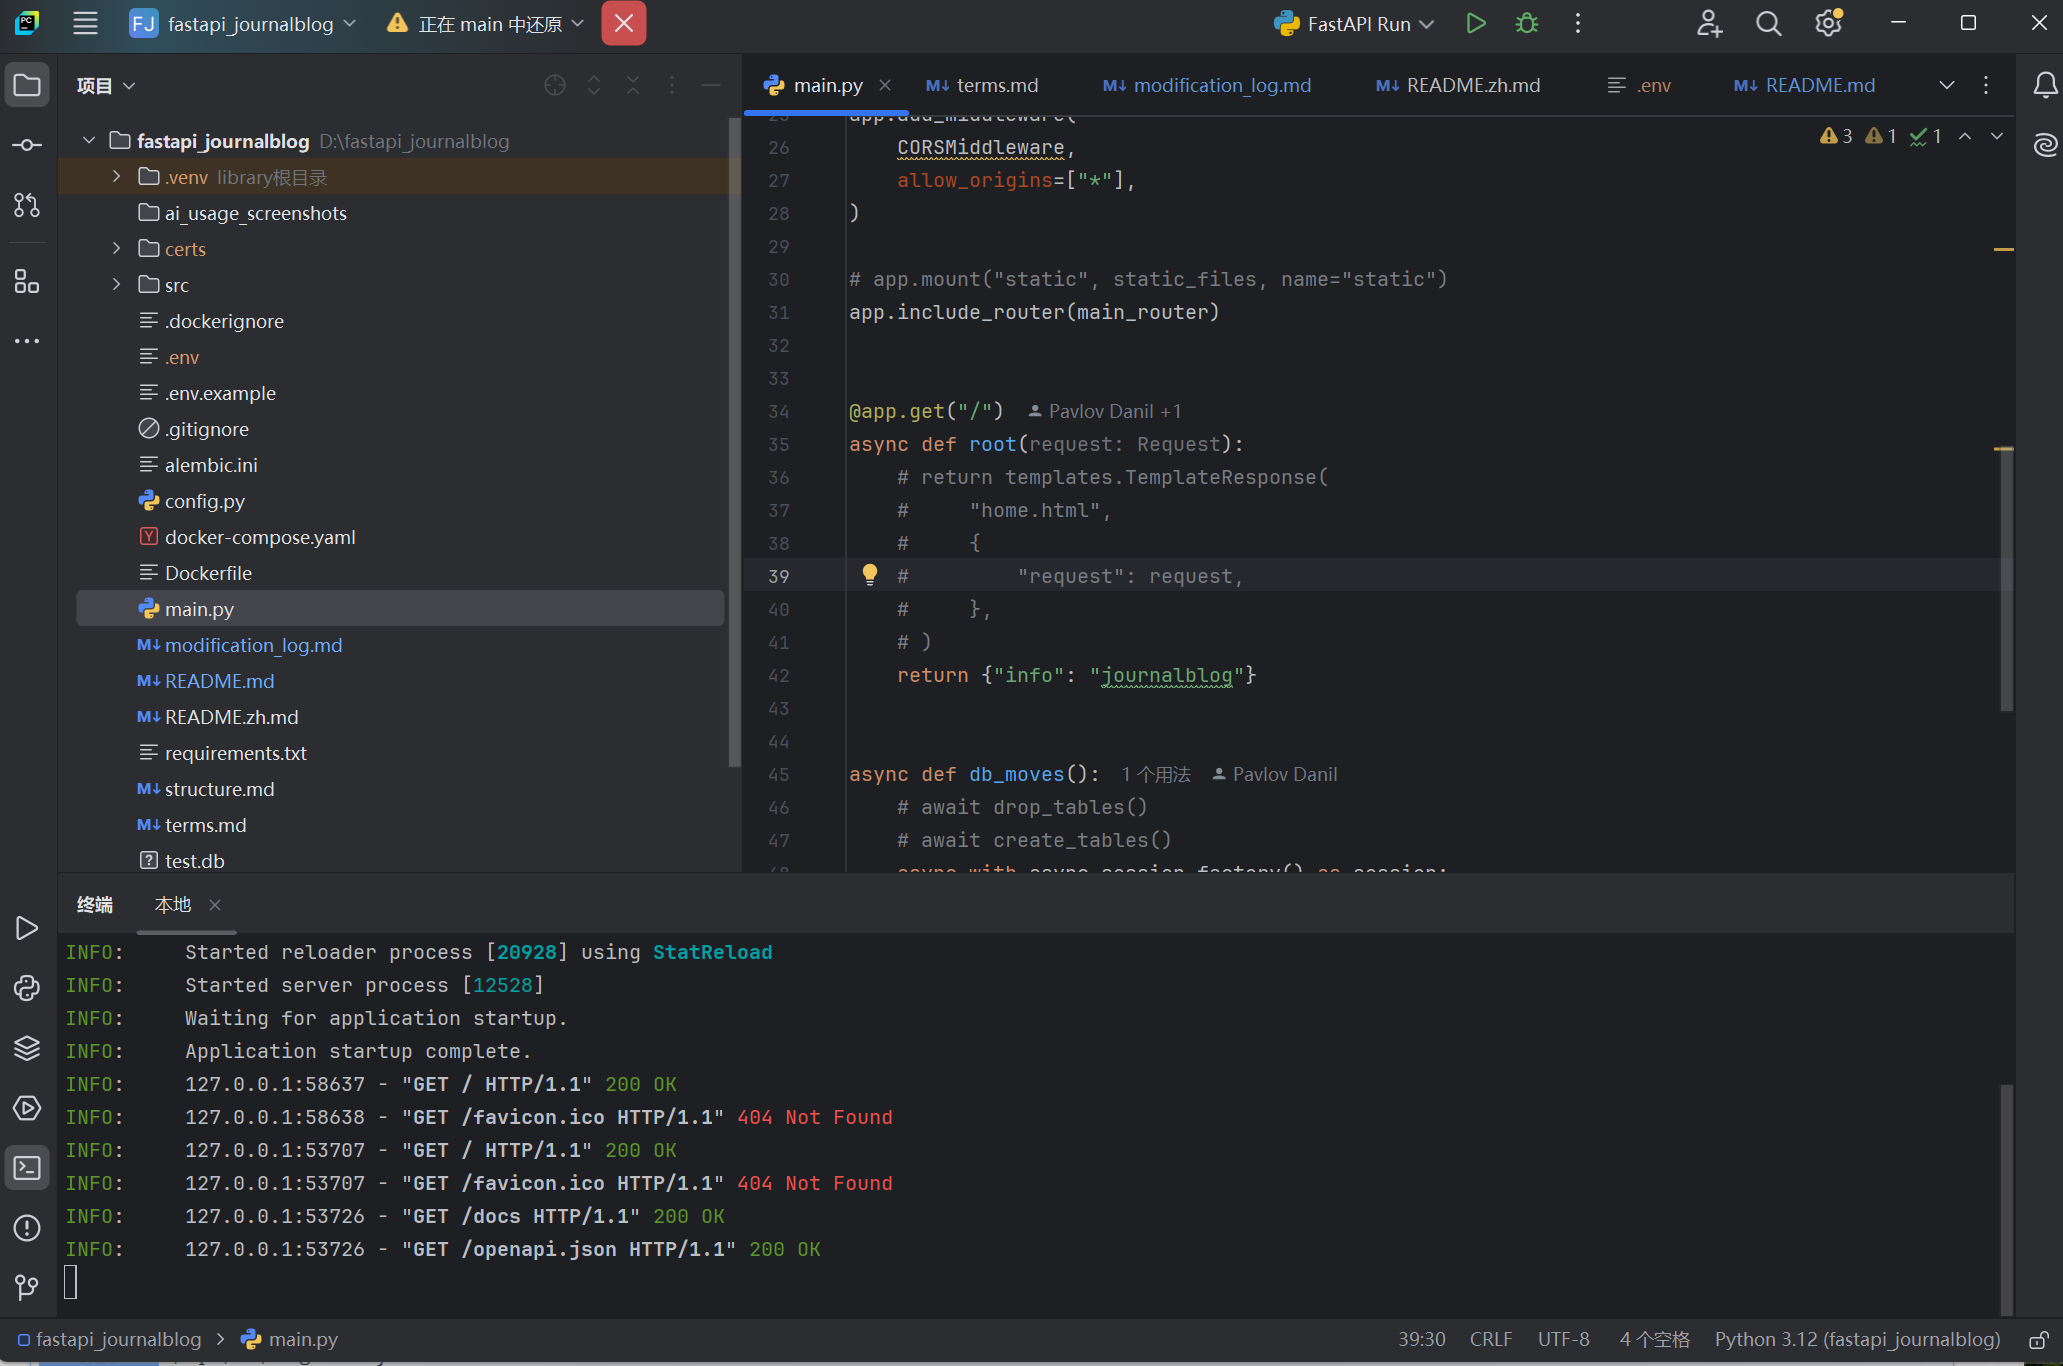 FJ fastapi_journalblog 正在 main 中还原 FastAPI Run
项目
main.py
terms.md
modification_log.md
README.zh.md
.env
README.md
fastapi_journalblog D:\fastapi_journalblog
.venv library根目录
ai_usage_screenshots
certs
src
.dockerignore
.env
.env.example
.gitignore
alembic.ini
config.py
docker-compose.yaml
Dockerfile
main.py
modification_log.md
README.md
README.zh.md
requirements.txt
structure.md
terms.md
test.db
3 1 1
25 app.add_middleware(
26 CORSMiddleware,
27 allow_origins=["*"],
28 )
29
30 # app.mount("static", static_files, name="static")
31 app.include_router(main_router)
32
33
34 @app.get("/") Pavlov Danil +1
35 async def root(request: Request):
36 # return templates.TemplateResponse(
37 # "home.html",
38 # {
39 # "request": request,
40 # },
41 # )
42 return {"info": "journalblog"}
43
44
45 async def db_moves(): 1 个用法 Pavlov Danil
46 # await drop_tables()
47 # await create_tables()
48 async with async_session_factory() as session:
终端 本地
INFO: Started reloader process [20928] using StatReload
INFO: Started server process [12528]
INFO: Waiting for application startup.
INFO: Application startup complete.
INFO: 127.0.0.1:58637 - "GET / HTTP/1.1" 200 OK
INFO: 127.0.0.1:58638 - "GET /favicon.ico HTTP/1.1" 404 Not Found
INFO: 127.0.0.1:53707 - "GET / HTTP/1.1" 200 OK
INFO: 127.0.0.1:53707 - "GET /favicon.ico HTTP/1.1" 404 Not Found
INFO: 127.0.0.1:53726 - "GET /docs HTTP/1.1" 200 OK
INFO: 127.0.0.1:53726 - "GET /openapi.json HTTP/1.1" 200 OK
fastapi_journalblog > main.py 39:30 CRLF UTF-8 4 个空格 Python 3.12 (fastapi_journalblog)